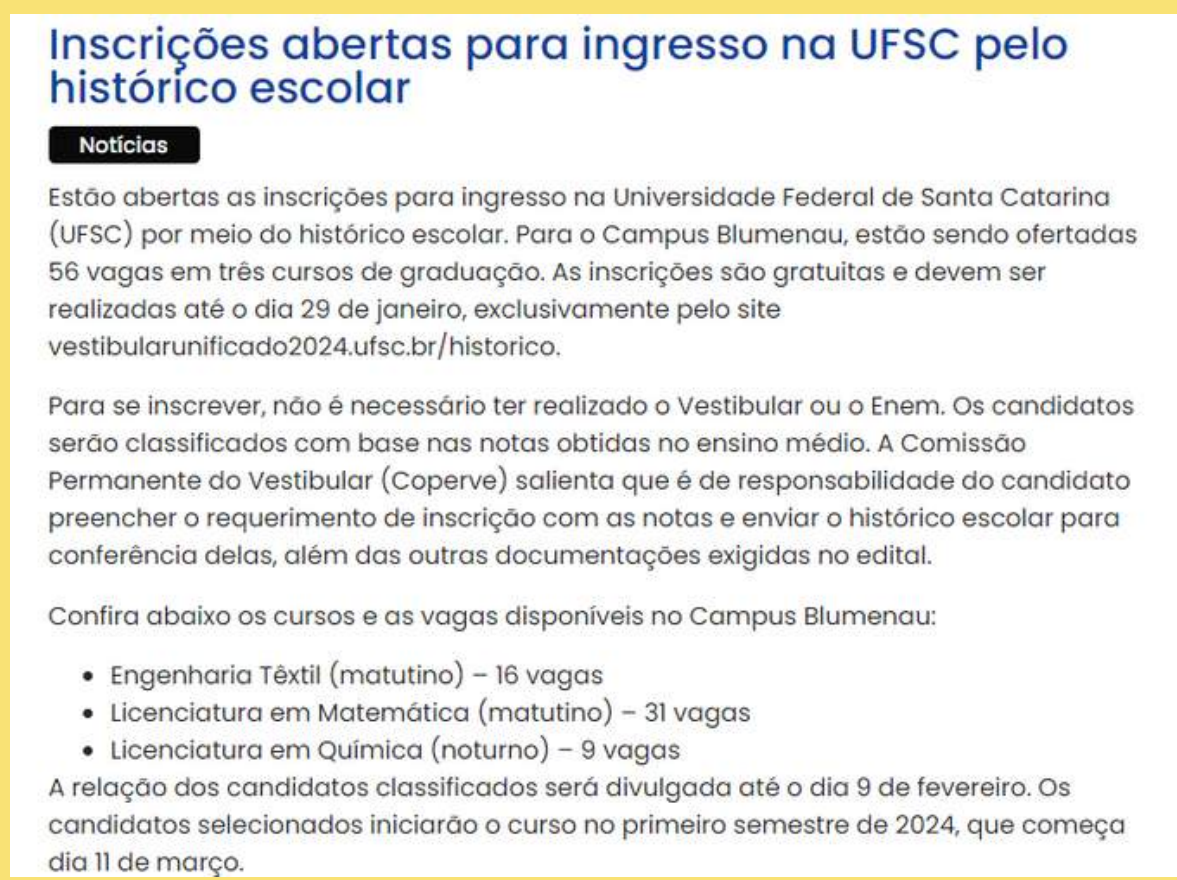 Inscrições abertas para ingresso na UFSC pelo
histórico escolar
Notícias
Estão abertas as inscrições para ingresso na Universidade Federal de Santa Catarina
(UFSC) por meio do histórico escolar. Para o Campus Blumenau, estão sendo ofertadas
56 vagas em três cursos de graduação. As inscrições são gratuitas e devem ser
realizadas até o dia 29 de janeiro, exclusivamente pelo site
vestibularunificado2024.ufsc.br/historico.
Para se inscrever, não é necessário ter realizado o Vestibular ou o Enem. Os candidatos
serão classificados com base nas notas obtidas no ensino médio. A Comissão
Permanente do Vestibular (Coperve) salienta que é de responsabilidade do candidato
preencher o requerimento de inscrição com as notas e enviar o histórico escolar para
conferência delas, além das outras documentações exigidas no edital.
Confira abaixo os cursos e as vagas disponíveis no Campus Blumenau:
• Engenharia Têxtil (matutino) – 16 vagas
• Licenciatura em Matemática (matutino) – 31 vagas
• Licenciatura em Química (noturno) – 9 vagas
A relação dos candidatos classificados será divulgada até o dia 9 de fevereiro. Os
candidatos selecionados iniciarão o curso no primeiro semestre de 2024, que começa
dia 11 de março.